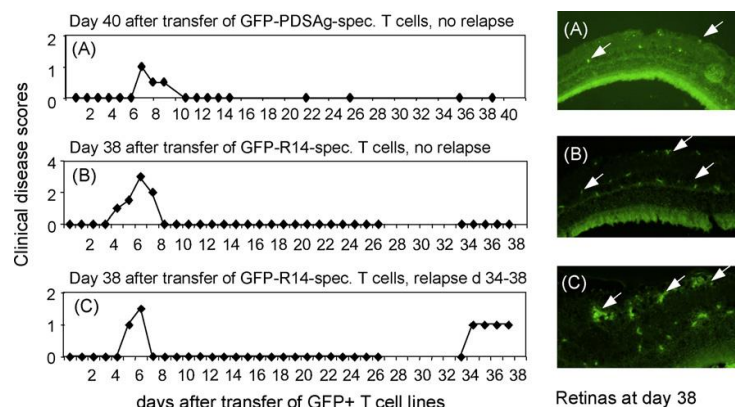 Day 40 after transfer of GFP-PDSAg-spec. T cells, no relapse
2
(A)
1
0
2 4 6 8 10 12 14 16 18 20 22 24 26 28 30 32 34 36 38 40
Day 38 after transfer of GFP-R14-spec. T cells, no relapse
4
(B)
2
0
2 4 6 8 10 12 14 16 18 20 22 24 26 28 30 32 34 36 38
Day 38 after transfer of GFP-R14-spec. T cells, relapse d 34-38
2
(C)
1
0
2 4 6 8 10 12 14 16 18 20 22 24 26 28 30 32 34 36 38
days after transfer of GFP+ T cell lines
Clinical disease scores
(A)
(B)
(C)
Retinas at day 38